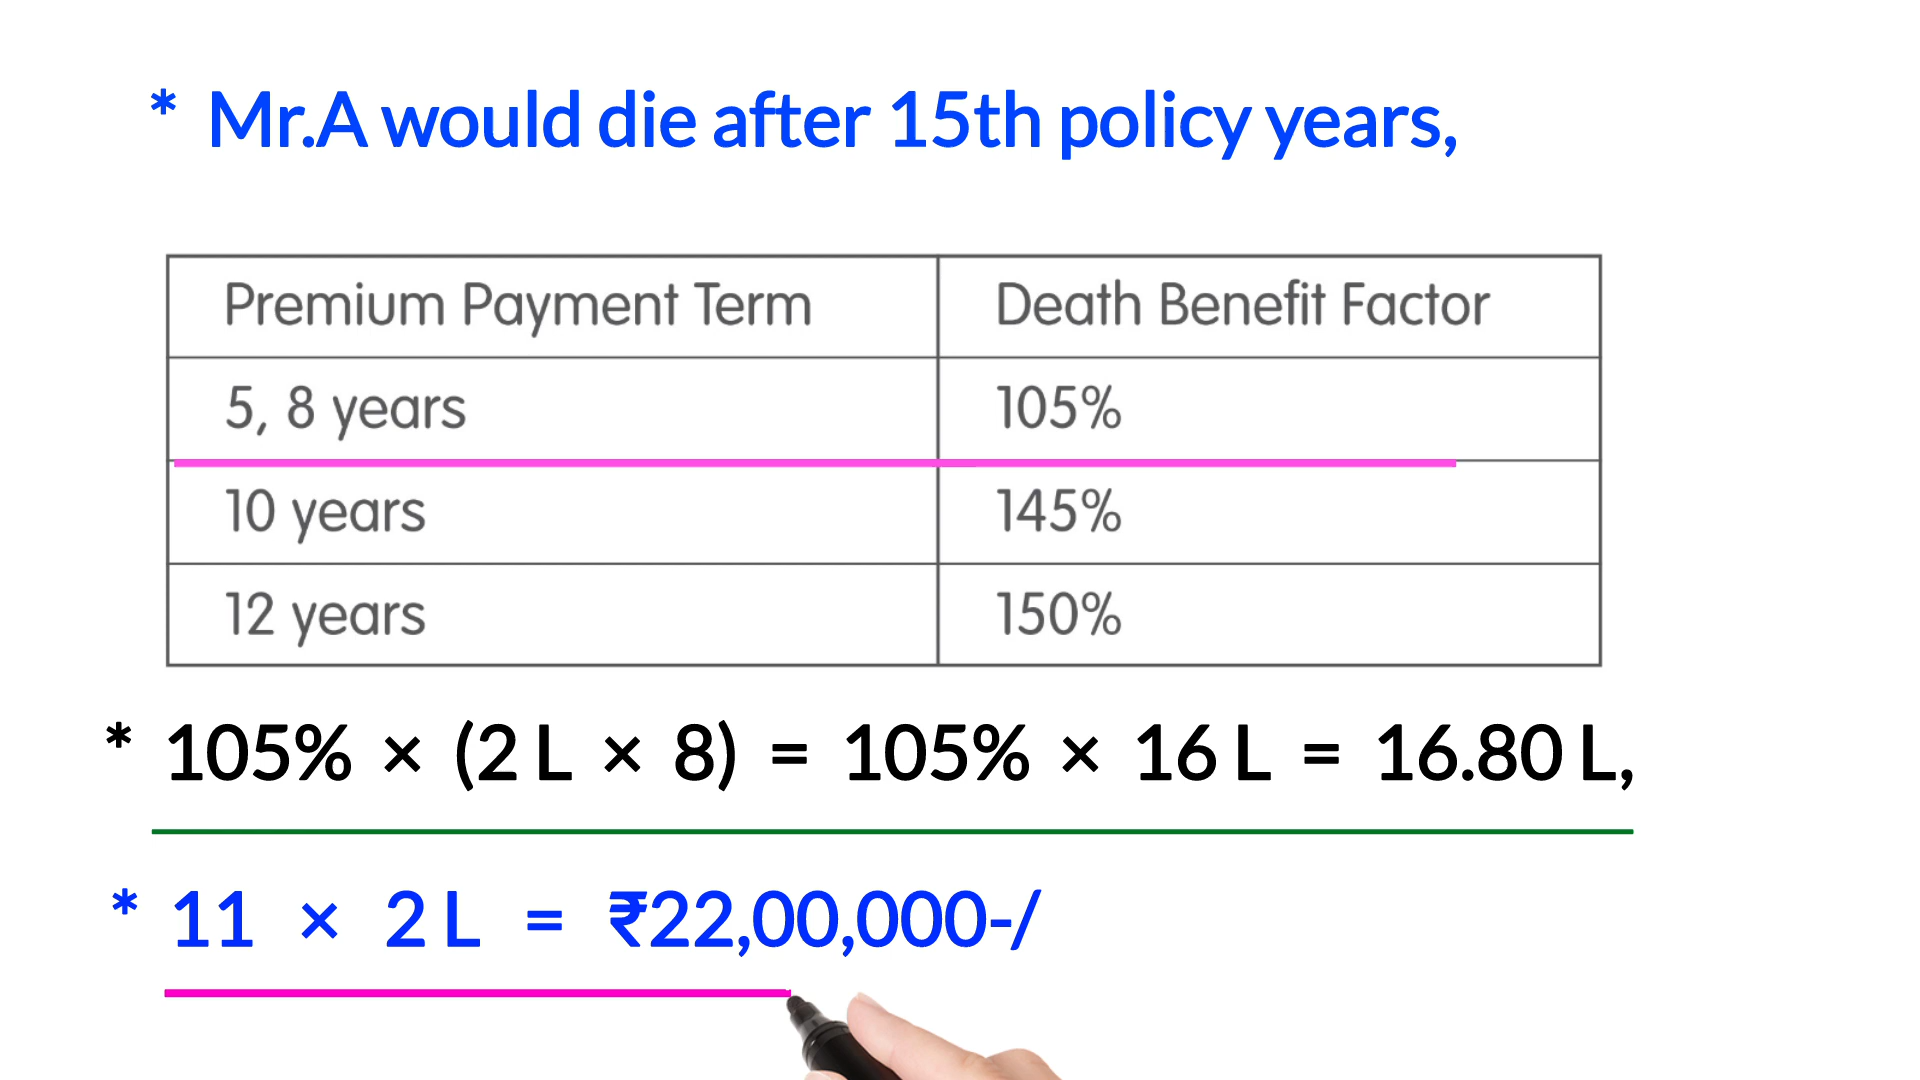 * Mr.A would die after 15th policy years,
Premium Payment Term Death Benefit Factor
5, 8 years 105%
10 years 145%
12 years 150%
* 105% × (2 L × 8) = 105% × 16 L = 16.80 L,
* 11 × 2 L = ₹22,00,000-/